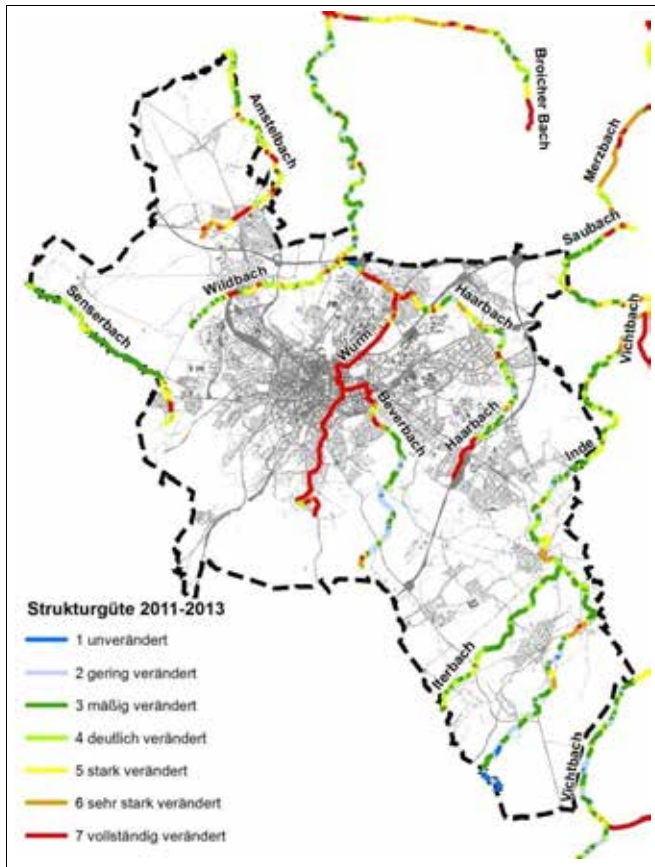 Broicher Bach
Amstelbach
Merzbach
Saubach
Wildbach
Senserbach
Haarbach
Vichtbach
Wurm
Beverbach
Haarbach
Inde
Iterbach
Vichtbach
Strukturgüte 2011-2013
1 unverändert
2 gering verändert
3 mäßig verändert
4 deutlich verändert
5 stark verändert
6 sehr stark verändert
7 vollständig verändert